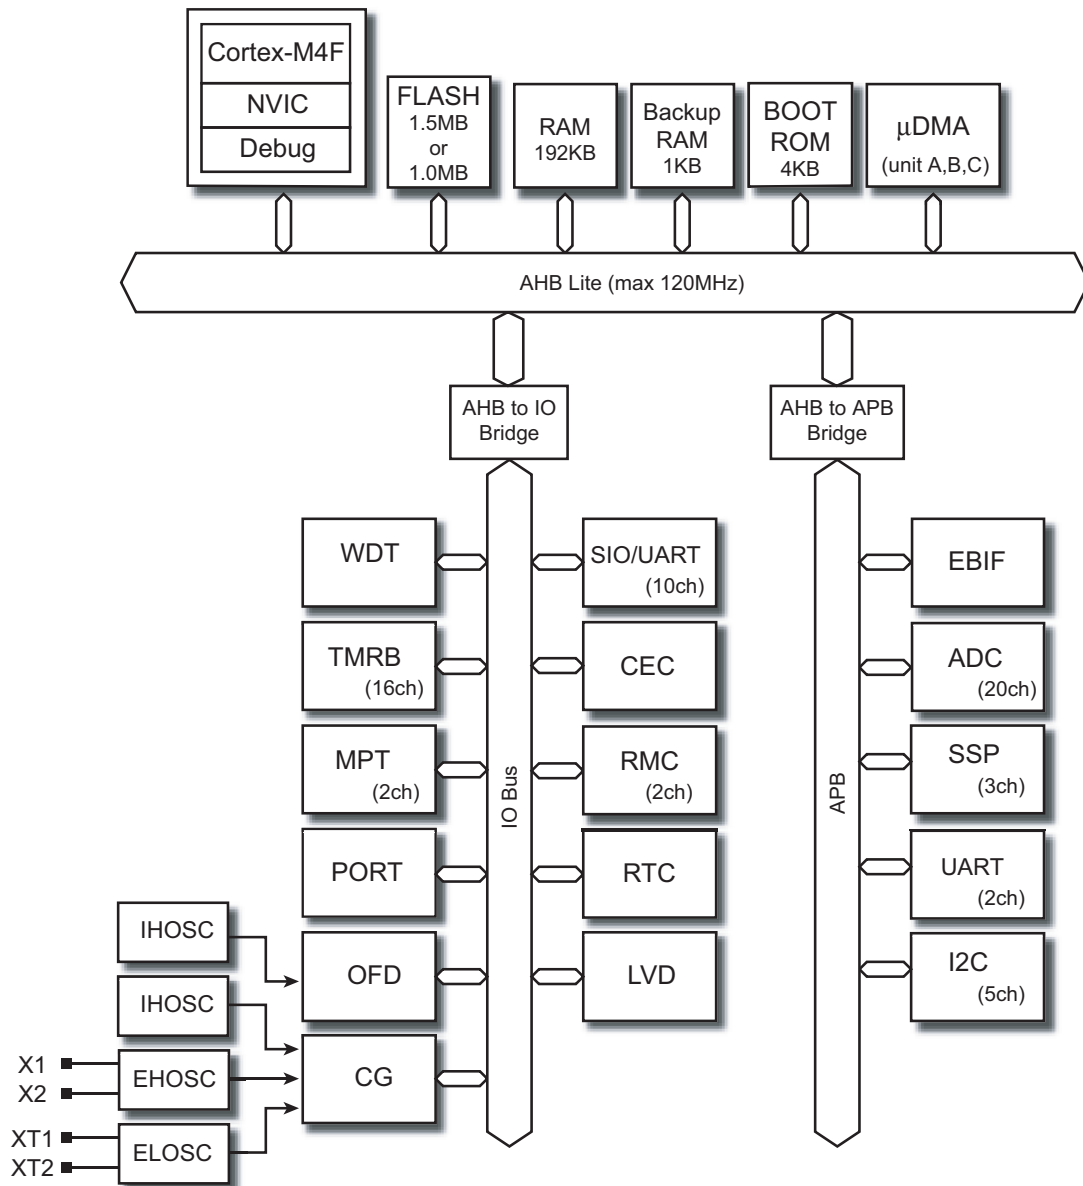 Cortex-M4F
NVIC
Debug
FLASH
1.5MB
or
1.0MB
RAM
192KB
Backup
RAM
1KB
BOOT
ROM
4KB
μDMA
(unit A,B,C)
AHB Lite (max 120MHz)
AHB to IO
Bridge
AHB to APB
Bridge
WDT
SIO/UART
(10ch)
EBIF
TMRB
(16ch)
CEC
ADC
(20ch)
MPT
(2ch)
RMC
(2ch)
SSP
(3ch)
IO Bus
APB
PORT
RTC
UART
(2ch)
IHOSC
OFD
LVD
I2C
(5ch)
IHOSC
X1
X2
EHOSC
CG
XT1
XT2
ELOSC